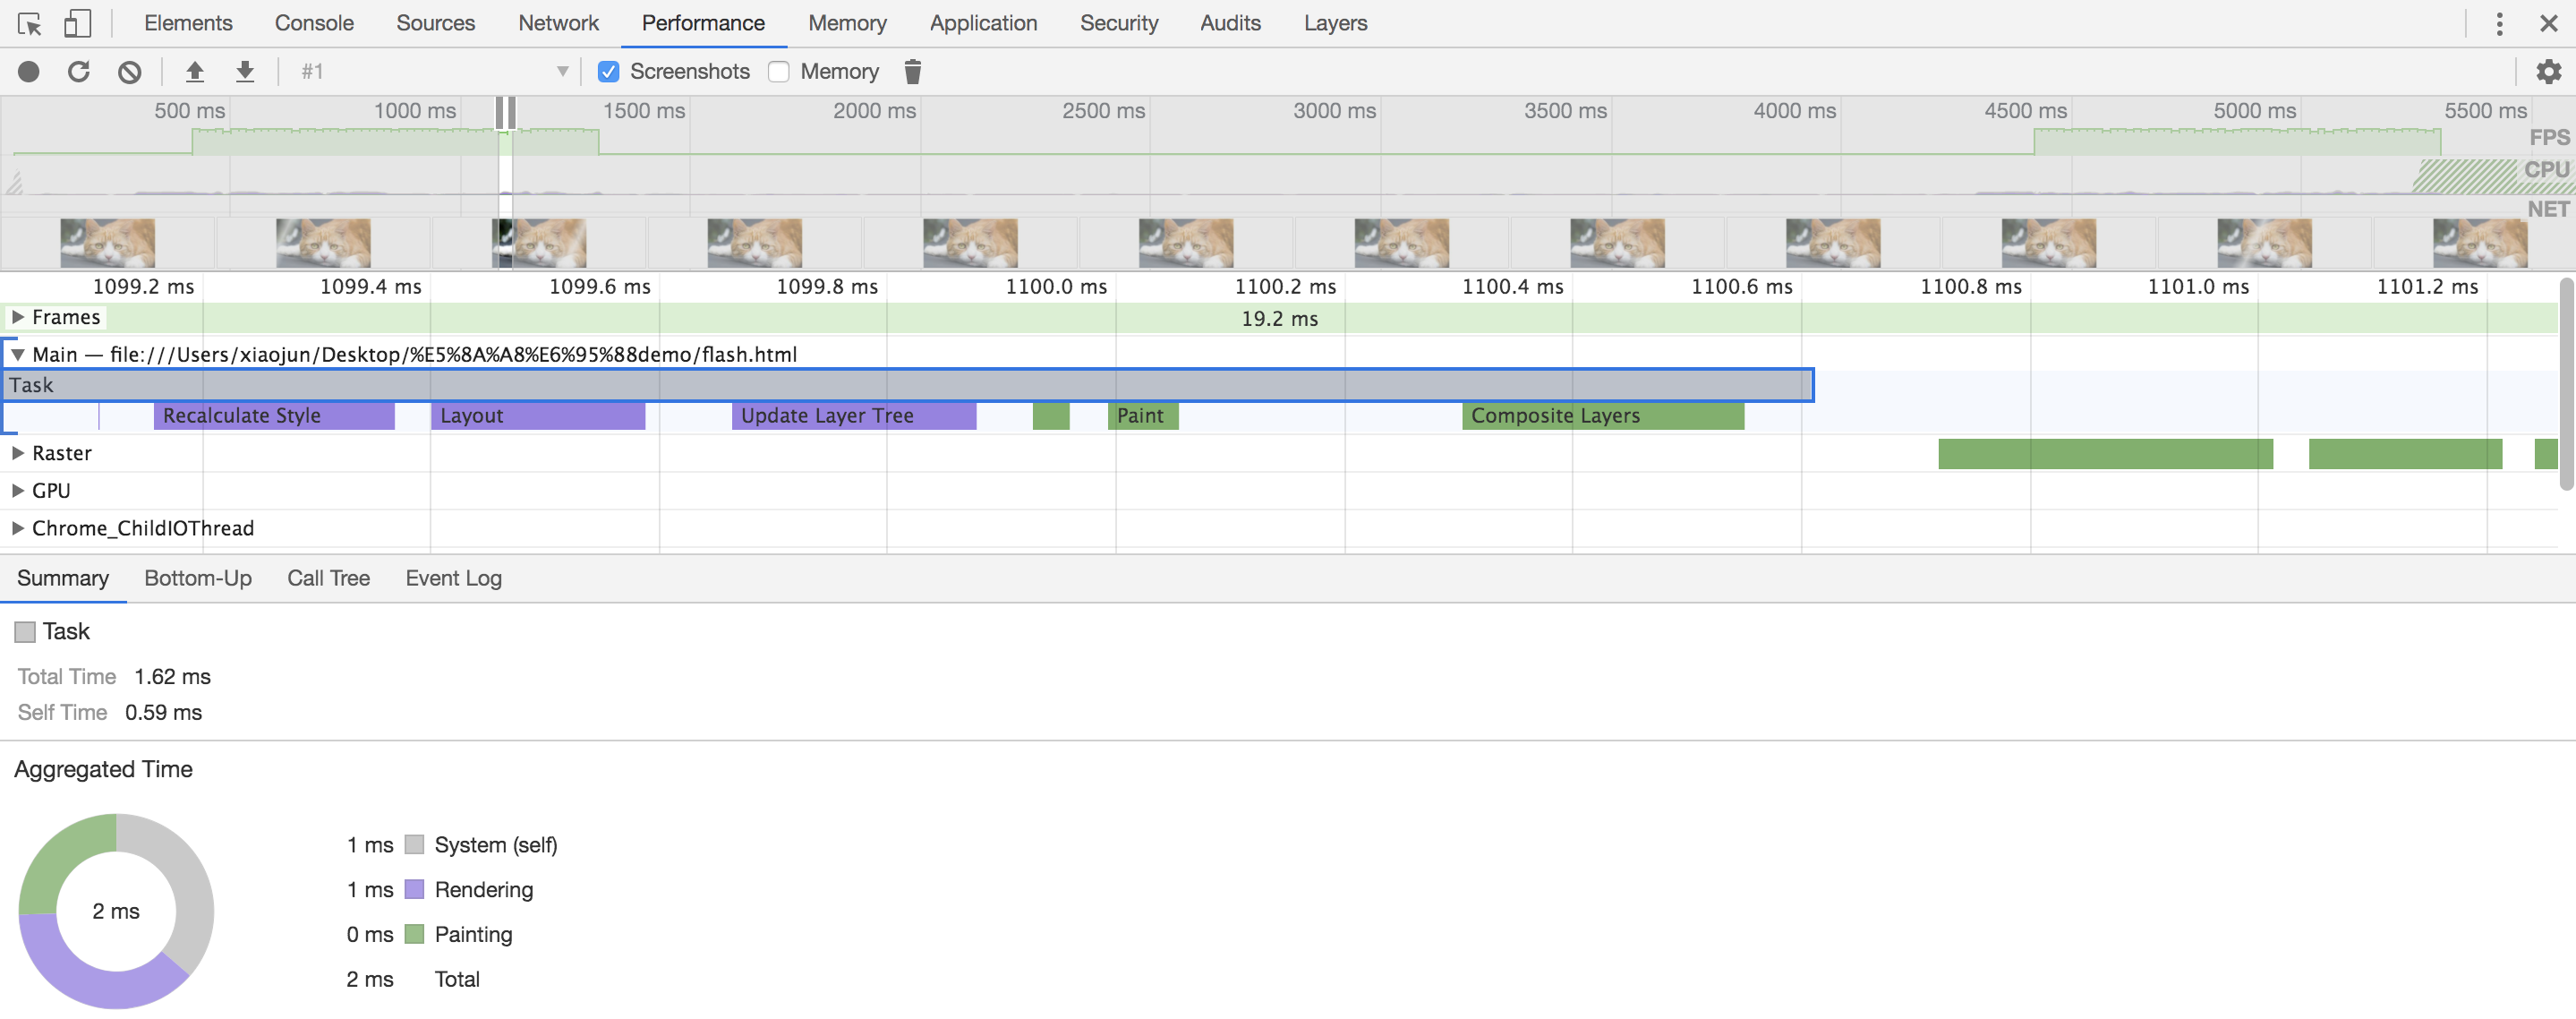 Elements Console Sources Network Performance Memory Application Security Audits Layers
#1 Screenshots Memory
500 ms 1000 ms 1500 ms 2000 ms 2500 ms 3000 ms 3500 ms 4000 ms 4500 ms 5000 ms 5500 ms
FPS
CPU
NET
1099.2 ms 1099.4 ms 1099.6 ms 1099.8 ms 1100.0 ms 1100.2 ms 1100.4 ms 1100.6 ms 1100.8 ms 1101.0 ms 1101.2 ms
Frames 19.2 ms
Main — file:///Users/xiaojun/Desktop/%E5%8A%A8%E6%95%88demo/flash.html
Task
Recalculate Style Layout Update Layer Tree Paint Composite Layers
Raster
GPU
Chrome_ChildIOThread
Summary Bottom-Up Call Tree Event Log
Task
Total Time 1.62 ms
Self Time 0.59 ms
Aggregated Time
1 ms System (self)
1 ms Rendering
2 ms
0 ms Painting
2 ms Total